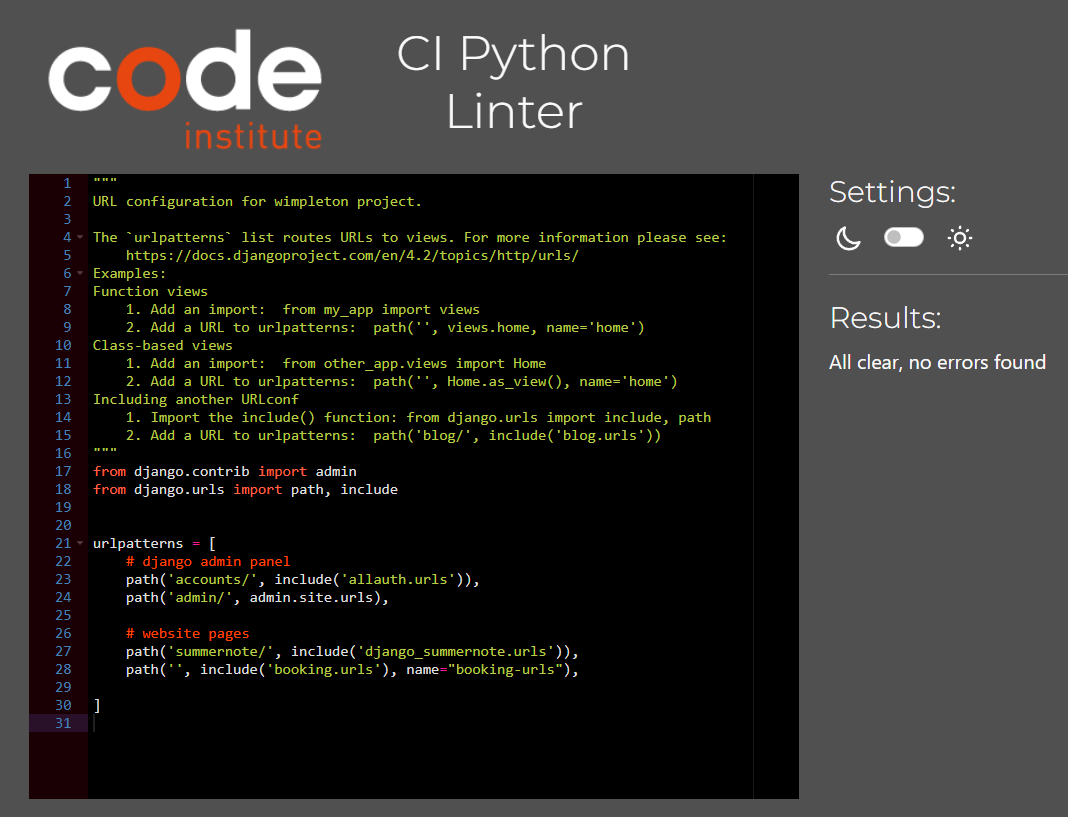 code
institute
CI Python
Linter
1 """
2 URL configuration for wimpleton project.
3
4 The `urlpatterns` list routes URLs to views. For more information please see:
5     https://docs.djangoproject.com/en/4.2/topics/http/urls/
6 Examples:
7 Function views
8     1. Add an import:  from my_app import views
9     2. Add a URL to urlpatterns:  path('', views.home, name='home')
10 Class-based views
11     1. Add an import:  from other_app.views import Home
12     2. Add a URL to urlpatterns:  path('', Home.as_view(), name='home')
13 Including another URLconf
14     1. Import the include() function: from django.urls import include, path
15     2. Add a URL to urlpatterns:  path('blog/', include('blog.urls'))
16 """
17 from django.contrib import admin
18 from django.urls import path, include
19
20
21 urlpatterns = [
22     # django admin panel
23     path('accounts/', include('allauth.urls')),
24     path('admin/', admin.site.urls),
25
26     # website pages
27     path('summernote/', include('django_summernote.urls')),
28     path('', include('booking.urls'), name="booking-urls"),
29
30 ]
31
Settings:
Results:
All clear, no errors found